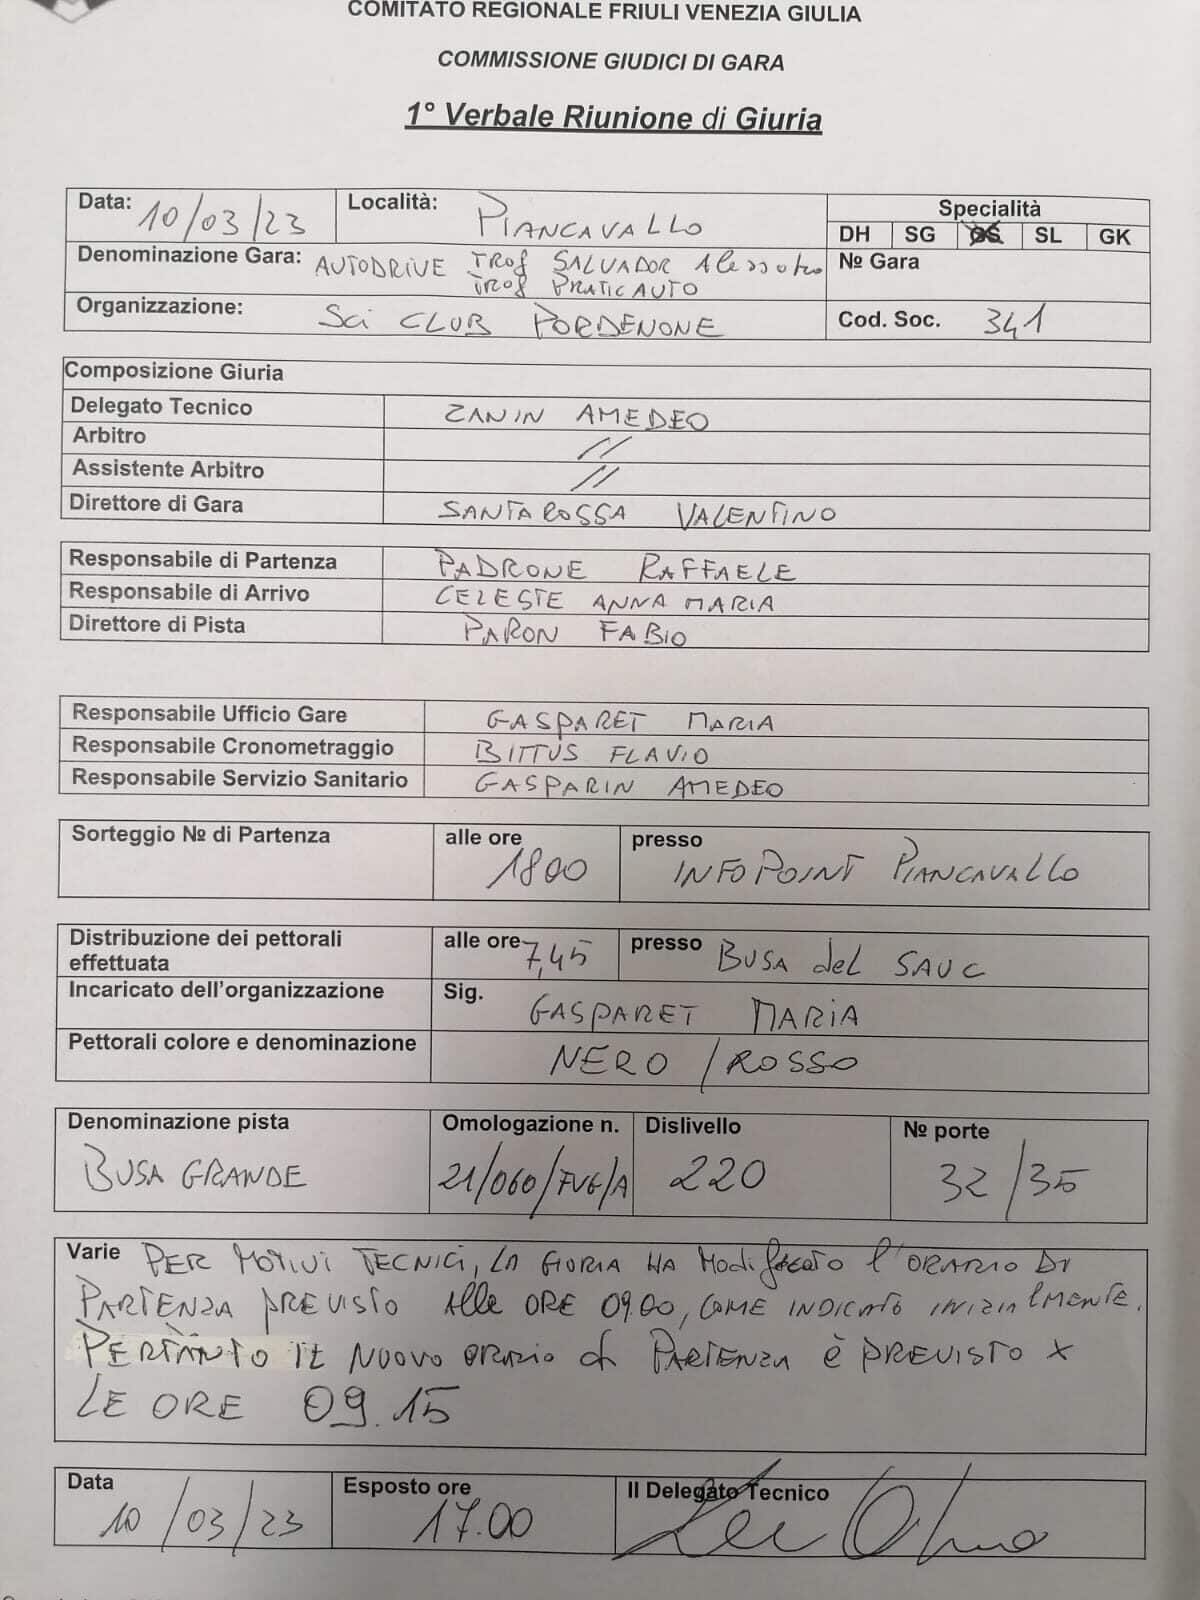 COMITATO REGIONALE FRIULI VENEZIA GIULIA
COMMISSIONE GIUDICI DI GARA
1° Verbale Riunione di Giuria
Data: 10/03/23 Località: PIANCAVALLO Specialità
DH SG GS SL GK
Denominazione Gara: AUTODRIVE TROF SALVADOR Alessandro Nº Gara
TROF PRATIC AUTO
Organizzazione: SCi CLUB PORDENONE Cod. Soc. 341
Composizione Giuria
Delegato Tecnico ZANIN AMEDEO
Arbitro //
Assistente Arbitro //
Direttore di Gara SANTAROSSA VALENTINO
Responsabile di Partenza PADRONE RAFFAELE
Responsabile di Arrivo CELESTE ANNA MARIA
Direttore di Pista PARON FABIO
Responsabile Ufficio Gare GASPARET MARIA
Responsabile Cronometraggio BITTUS FLAVIO
Responsabile Servizio Sanitario GASPARIN AMEDEO
Sorteggio Nº di Partenza alle ore 1800 presso INFOPOINT PIANCAVALLO
Distribuzione dei pettorali effettuata alle ore 7,45 presso BUSA del SAUC
Incaricato dell'organizzazione Sig. GASPARET MARIA
Pettorali colore e denominazione NERO / ROSSO
Denominazione pista Omologazione n. Dislivello Nº porte
BUSA GRANDE 21/060/FVG/A 220 32/35
Varie PER MOTIVI TECNICI, LA GIURIA HA Modificato l'ORARIO DI
PARTENZA PREVISTO Alle ORE 09.00, COME INDICATO INIZIALMENTE.
PERTANTO IL NUOVO ORARIO di PARTENZA è PREVISTO X
LE ORE 09.15
Data Esposto ore Il Delegato Tecnico
10/03/23 17.00